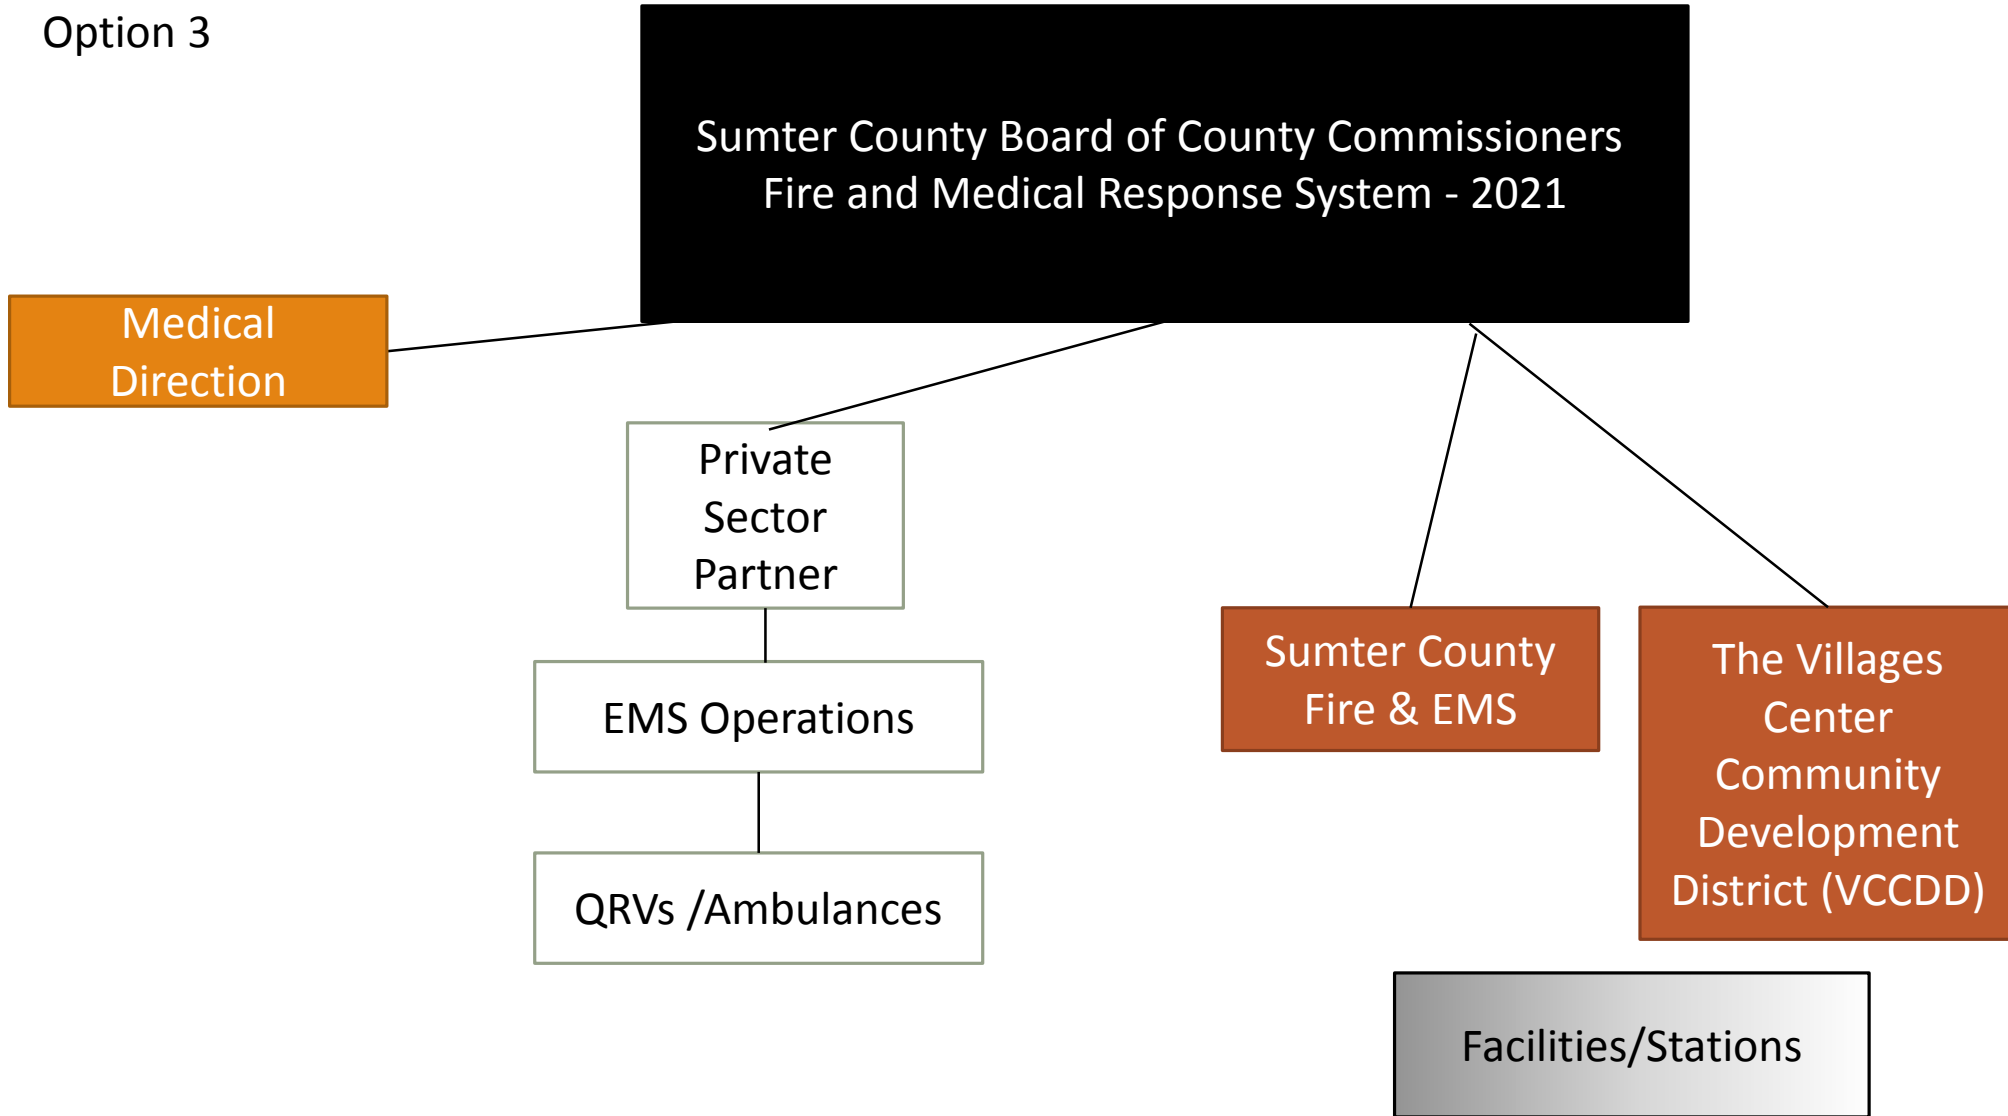 Option 3
Sumter County Board of County Commissioners
Fire and Medical Response System - 2021
Medical
Direction
Private
Sector
Partner
EMS Operations
QRVs /Ambulances
Sumter County
Fire & EMS
The Villages
Center
Community
Development
District (VCCDD)
Facilities/Stations